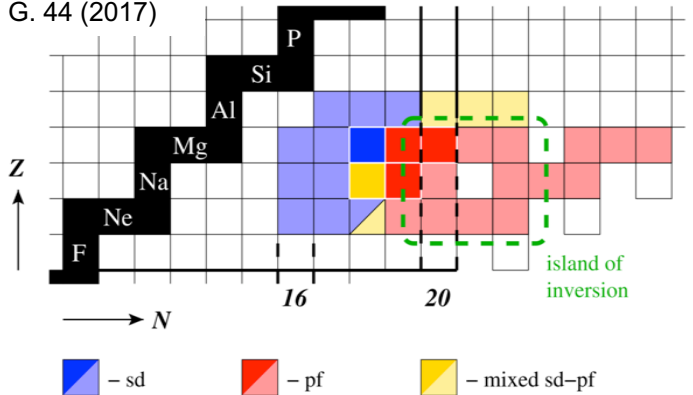 G. 44 (2017)
P
Si
Al
Mg
Na
Ne
F
Z
island of
inversion
16
20
N
– sd
– pf
– mixed sd–pf